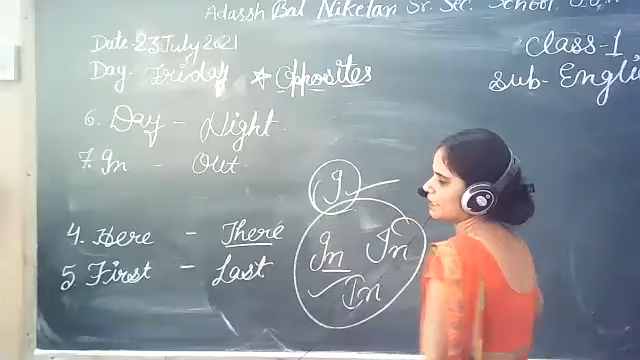 Adarsh Bal Niketan Sr. Sec. School
Date- 23 July 2021
Class-1
Day- Friday * Opposites
Sub- Engli
6. Day - Night
7. In - Out
4. Here - There
5 First - Last
I
In In
In